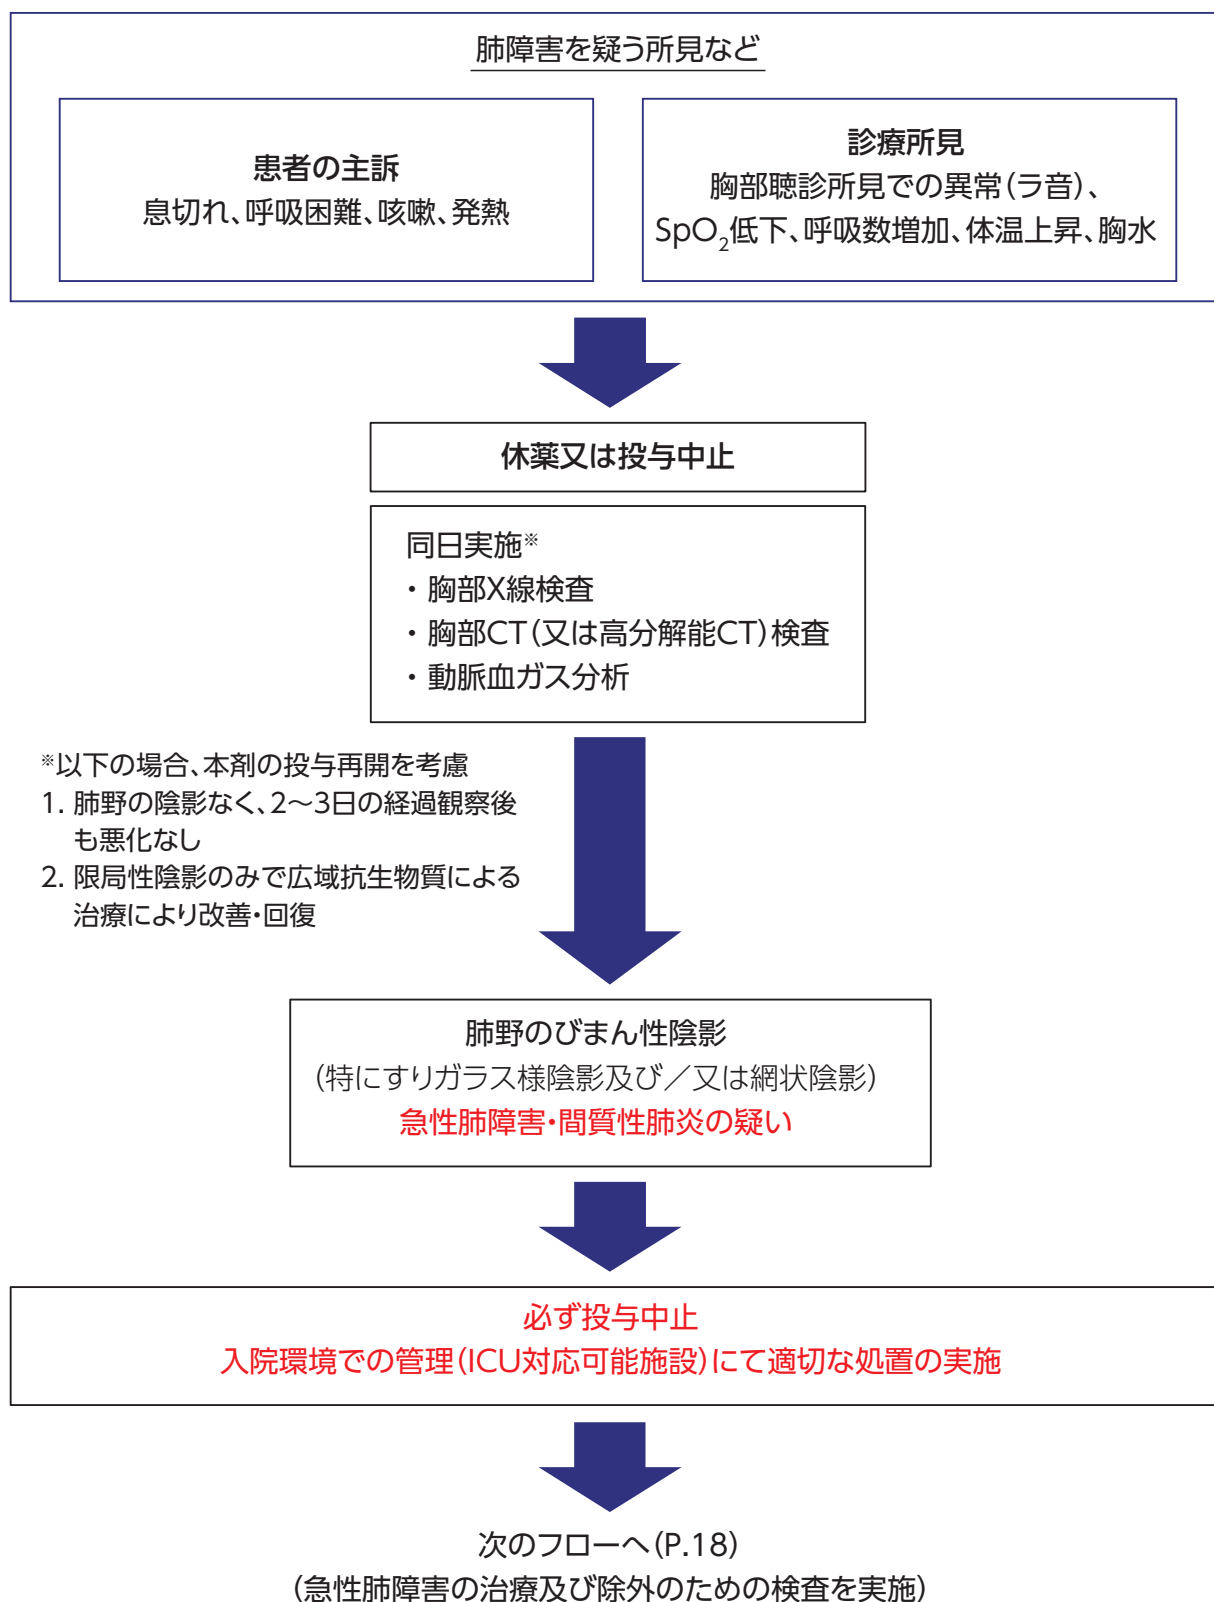 肺障害を疑う所見など
患者の主訴
息切れ、呼吸困難、咳嗽、発熱
診療所見
胸部聴診所見での異常(ラ音)、
SpO₂低下、呼吸数増加、体温上昇、胸水
休薬又は投与中止
同日実施※
・胸部X線検査
・胸部CT(又は高分解能CT)検査
・動脈血ガス分析
※以下の場合、本剤の投与再開を考慮
1. 肺野の陰影なく、2〜3日の経過観察後
も悪化なし
2. 限局性陰影のみで広域抗生物質による
治療により改善・回復
肺野のびまん性陰影
(特にすりガラス様陰影及び/又は網状陰影)
急性肺障害・間質性肺炎の疑い
必ず投与中止
入院環境での管理(ICU対応可能施設)にて適切な処置の実施
次のフローへ(P.18)
(急性肺障害の治療及び除外のための検査を実施)